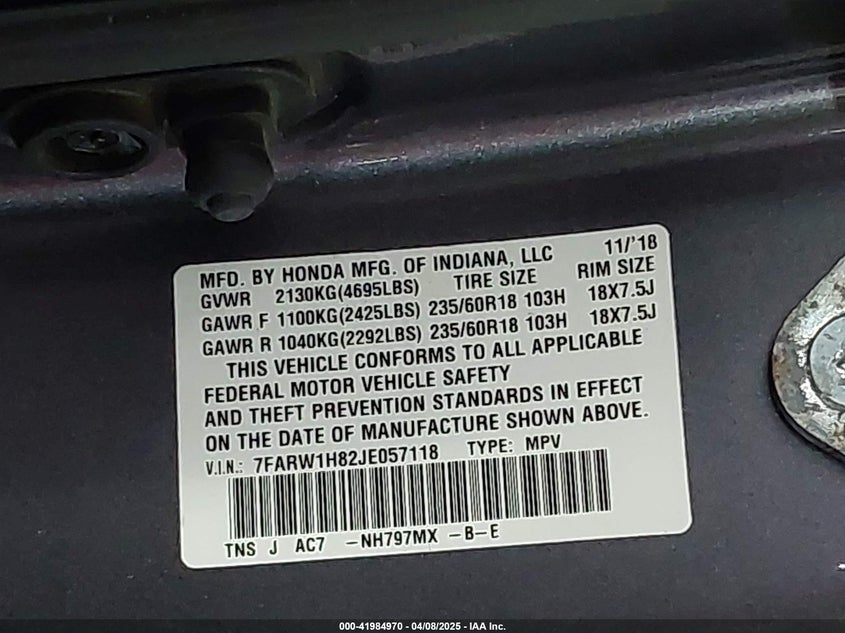 MFD. BY HONDA MFG. OF INDIANA, LLC 11/'18
GVWR 2130KG(4695LBS) TIRE SIZE RIM SIZE
GAWR F 1100KG(2425LBS) 235/60R18 103H 18X7.5J
GAWR R 1040KG(2292LBS) 235/60R18 103H 18X7.5J
THIS VEHICLE CONFORMS TO ALL APPLICABLE
FEDERAL MOTOR VEHICLE SAFETY
AND THEFT PREVENTION STANDARDS IN EFFECT
ON THE DATE OF MANUFACTURE SHOWN ABOVE.
V.I.N.: 7FARW1H82JE057118 TYPE: MPV
TNS J AC7 -NH797MX -B-E
000-41984970 - 04/08/2025 - IAA Inc.